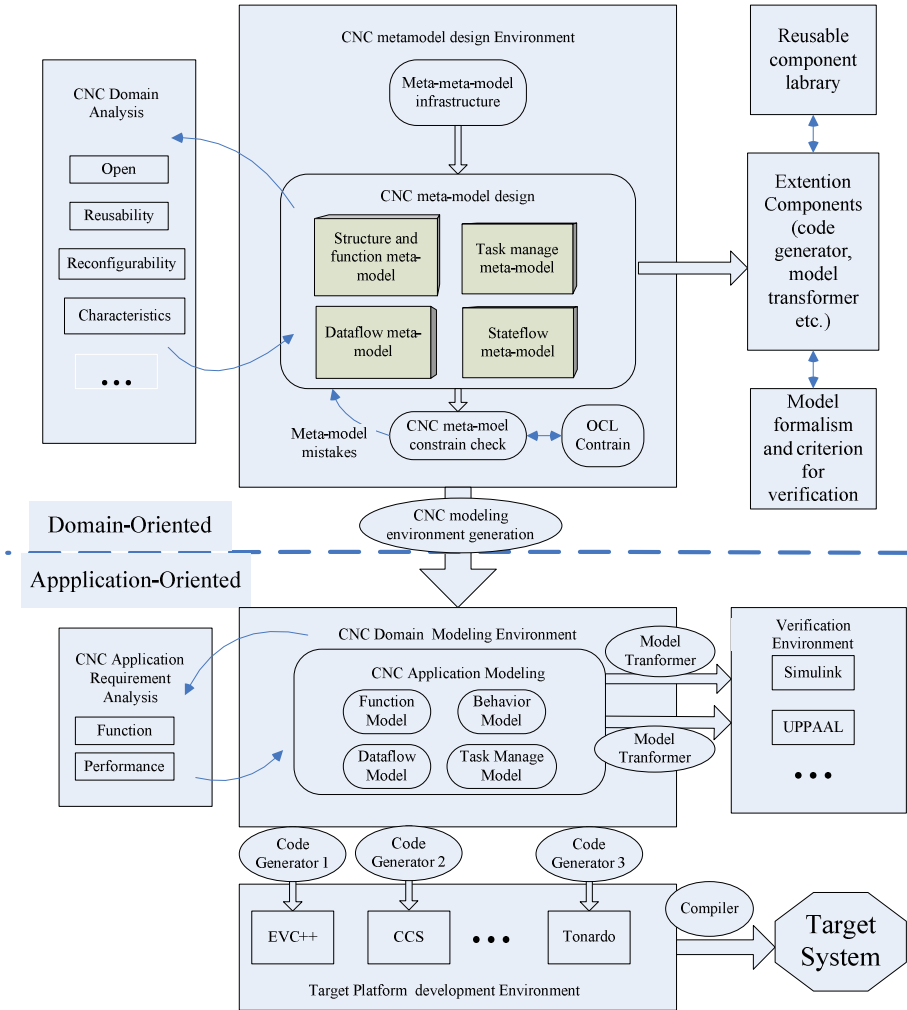 CNC metamodel design Environment
Meta-meta-model
infrastructure
CNC Domain
Analysis
Open
Reusability
Reconfigurability
Characteristics
...
CNC meta-model design
Structure and
function meta-
model
Task manage
meta-model
Dataflow meta-
model
Stateflow
meta-model
Meta-model
mistakes
CNC meta-moel
constrain check
OCL
Contrain
Reusable
component
labrary
Extention
Components
(code
generator,
model
transformer
etc.)
Model
formalism and
criterion for
verification
Domain-Oriented
CNC modeling
environment generation
Appplication-Oriented
CNC Domain Modeling Environment
CNC Application
Requirement
Analysis
Function
Performance
CNC Application Modeling
Function
Model
Behavior
Model
Dataflow
Model
Task Manage
Model
Model
Tranformer
Model
Tranformer
Verification
Environment
Simulink
UPPAAL
...
Code
Generator 1
Code
Generator 2
Code
Generator 3
EVC++
CCS
...
Tonardo
Target Platform development Environment
Compiler
Target
System